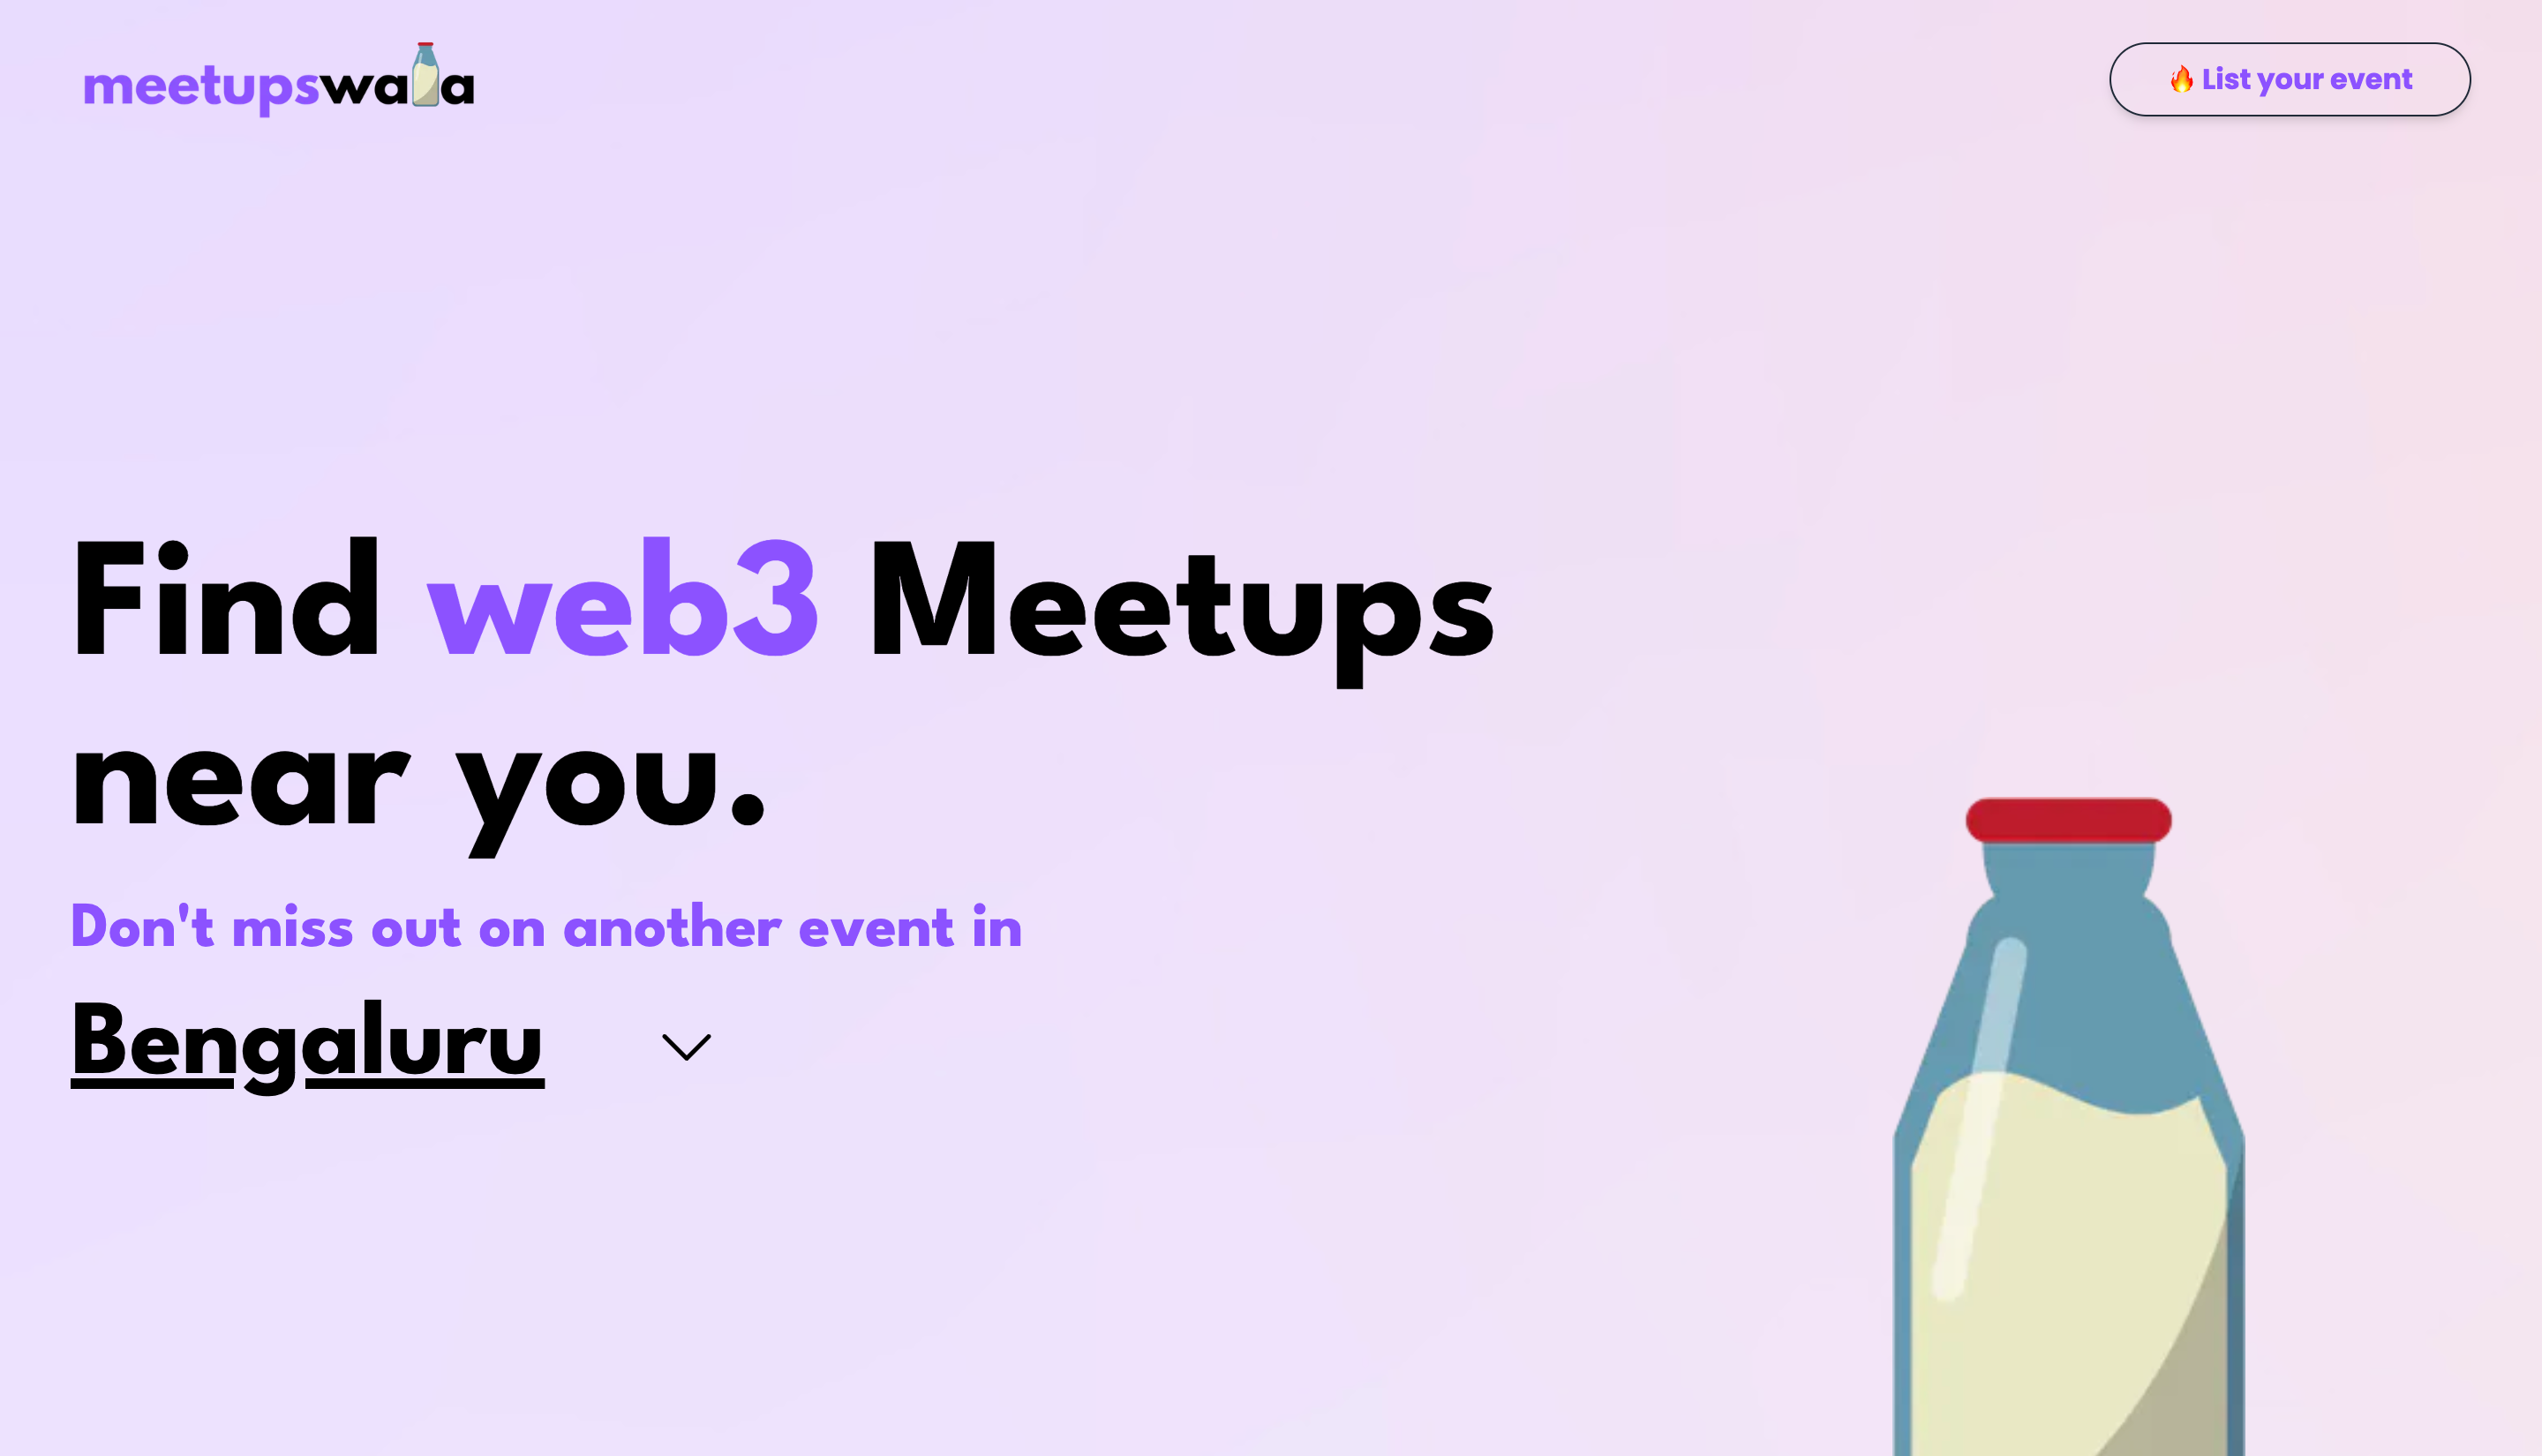 meetupswala
🔥 List your event
Find web3 Meetups
near you.
Don't miss out on another event in
Bengaluru